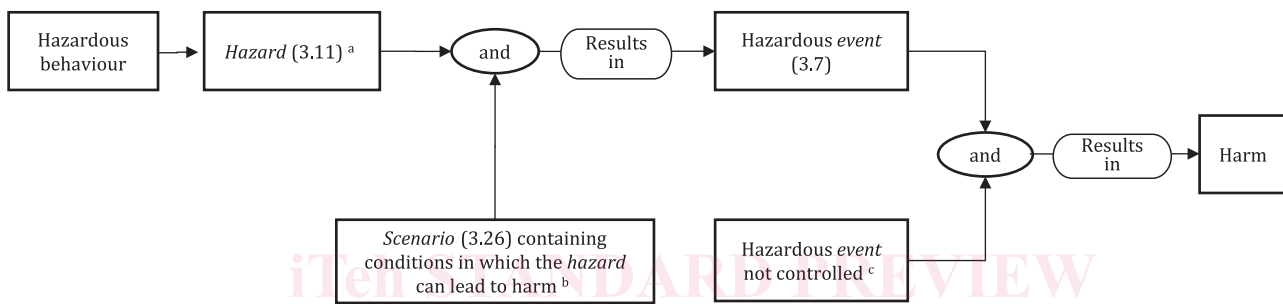 Hazardous
behaviour
Hazard (3.11) a
and
Results
in
Hazardous event
(3.7)
and
Results
in
Harm
Scenario (3.26) containing
conditions in which the hazard
can lead to harm b
Hazardous event
not controlled c
iTeh STANDARD PREVIEW